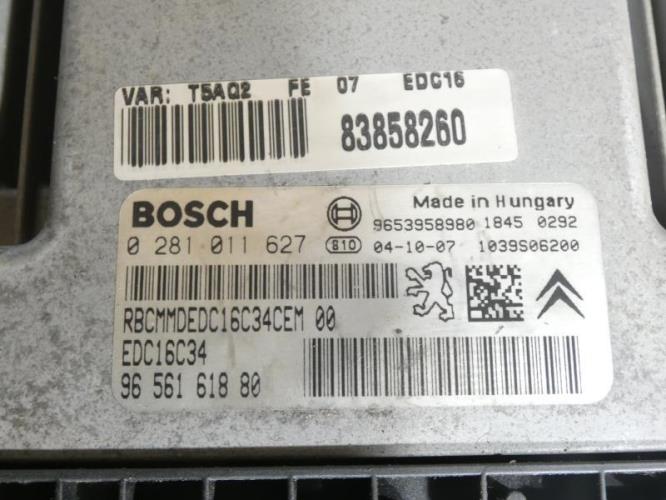 VAR: T5AQ2 FE 07 EDC16
83858260
BOSCH
Made in Hungary
9653958980 1845 0292
0 281 011 627 810 04-10-07 1039S06200
RBCMMDEDC16C34CEM 00
EDC16C34
96 561 618 80